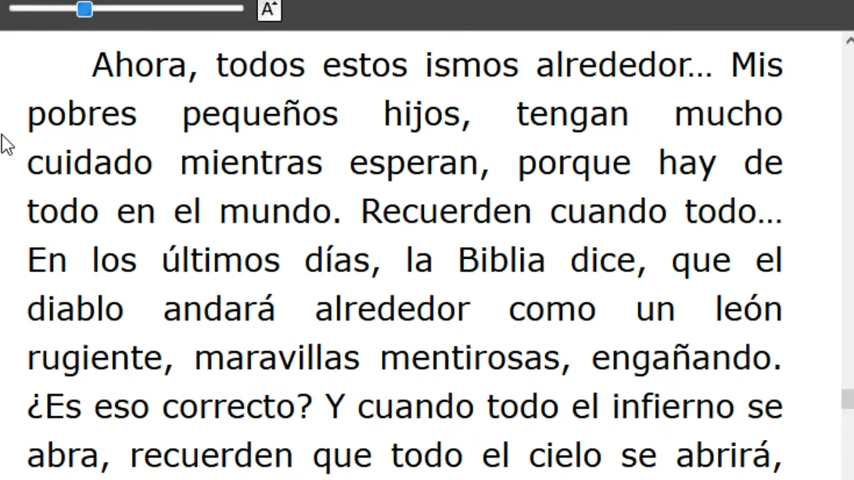 A
Ahora, todos estos ismos alrededor... Mis
pobres pequeños hijos, tengan mucho
cuidado mientras esperan, porque hay de
todo en el mundo. Recuerden cuando todo...
En los últimos días, la Biblia dice, que el
diablo andará alrededor como un león
rugiente, maravillas mentirosas, engañando.
¿Es eso correcto? Y cuando todo el infierno se
abra, recuerden que todo el cielo se abrirá,